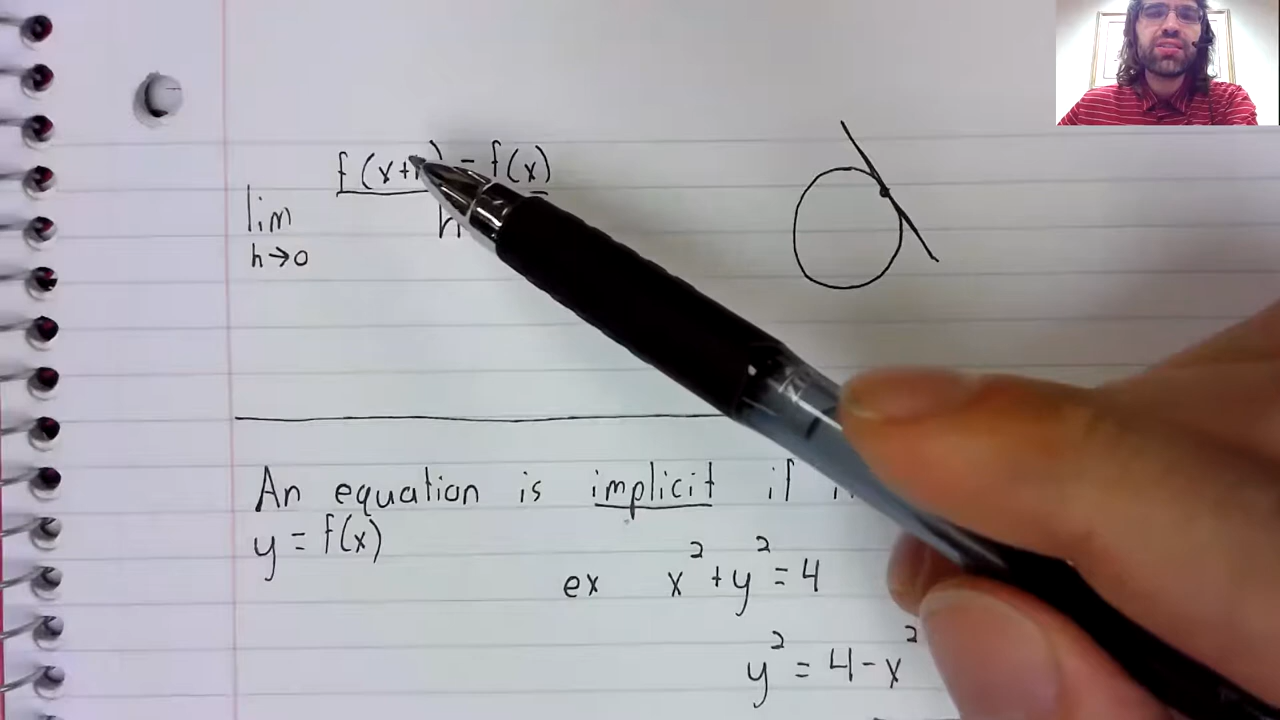 f(x+h) - f(x)
lim
h
h→0
An equation is implicit if
y = f(x)
ex x² + y² = 4
y² = 4 - x²